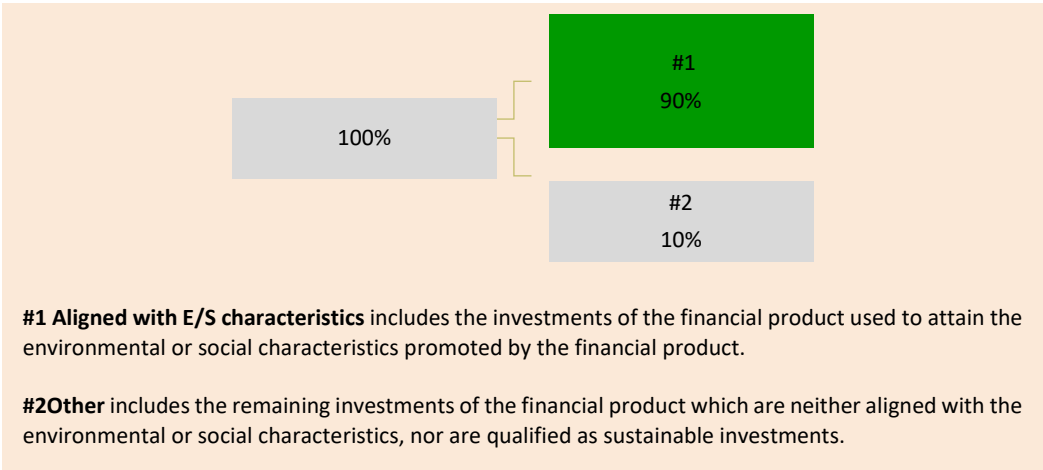 #1
90%
100%
#2
10%
#1 Aligned with E/S characteristics includes the investments of the financial product used to attain the
environmental or social characteristics promoted by the financial product.
#2Other includes the remaining investments of the financial product which are neither aligned with the
environmental or social characteristics, nor are qualified as sustainable investments.